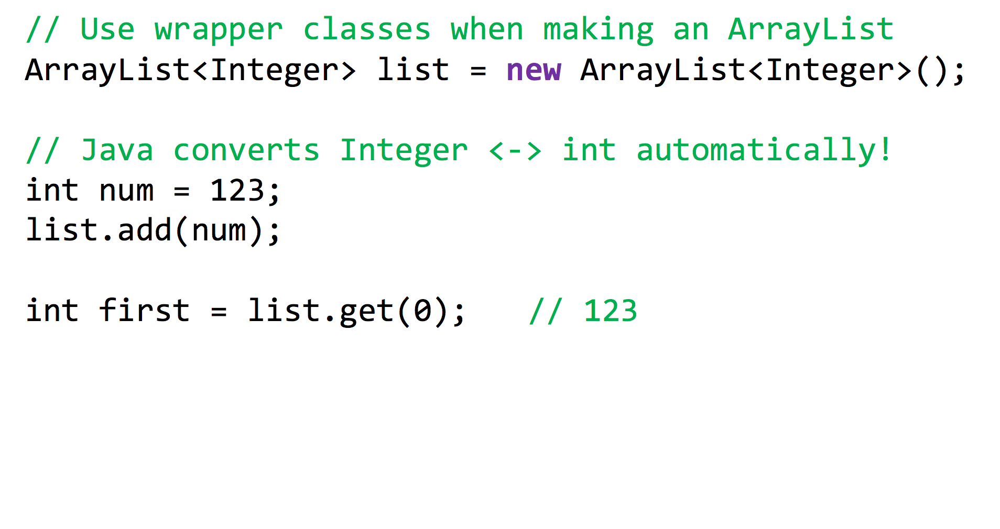 // Use wrapper classes when making an ArrayList
ArrayList<Integer> list = new ArrayList<Integer>();
// Java converts Integer <-> int automatically!
int num = 123;
list.add(num);
int first = list.get(0);   // 123